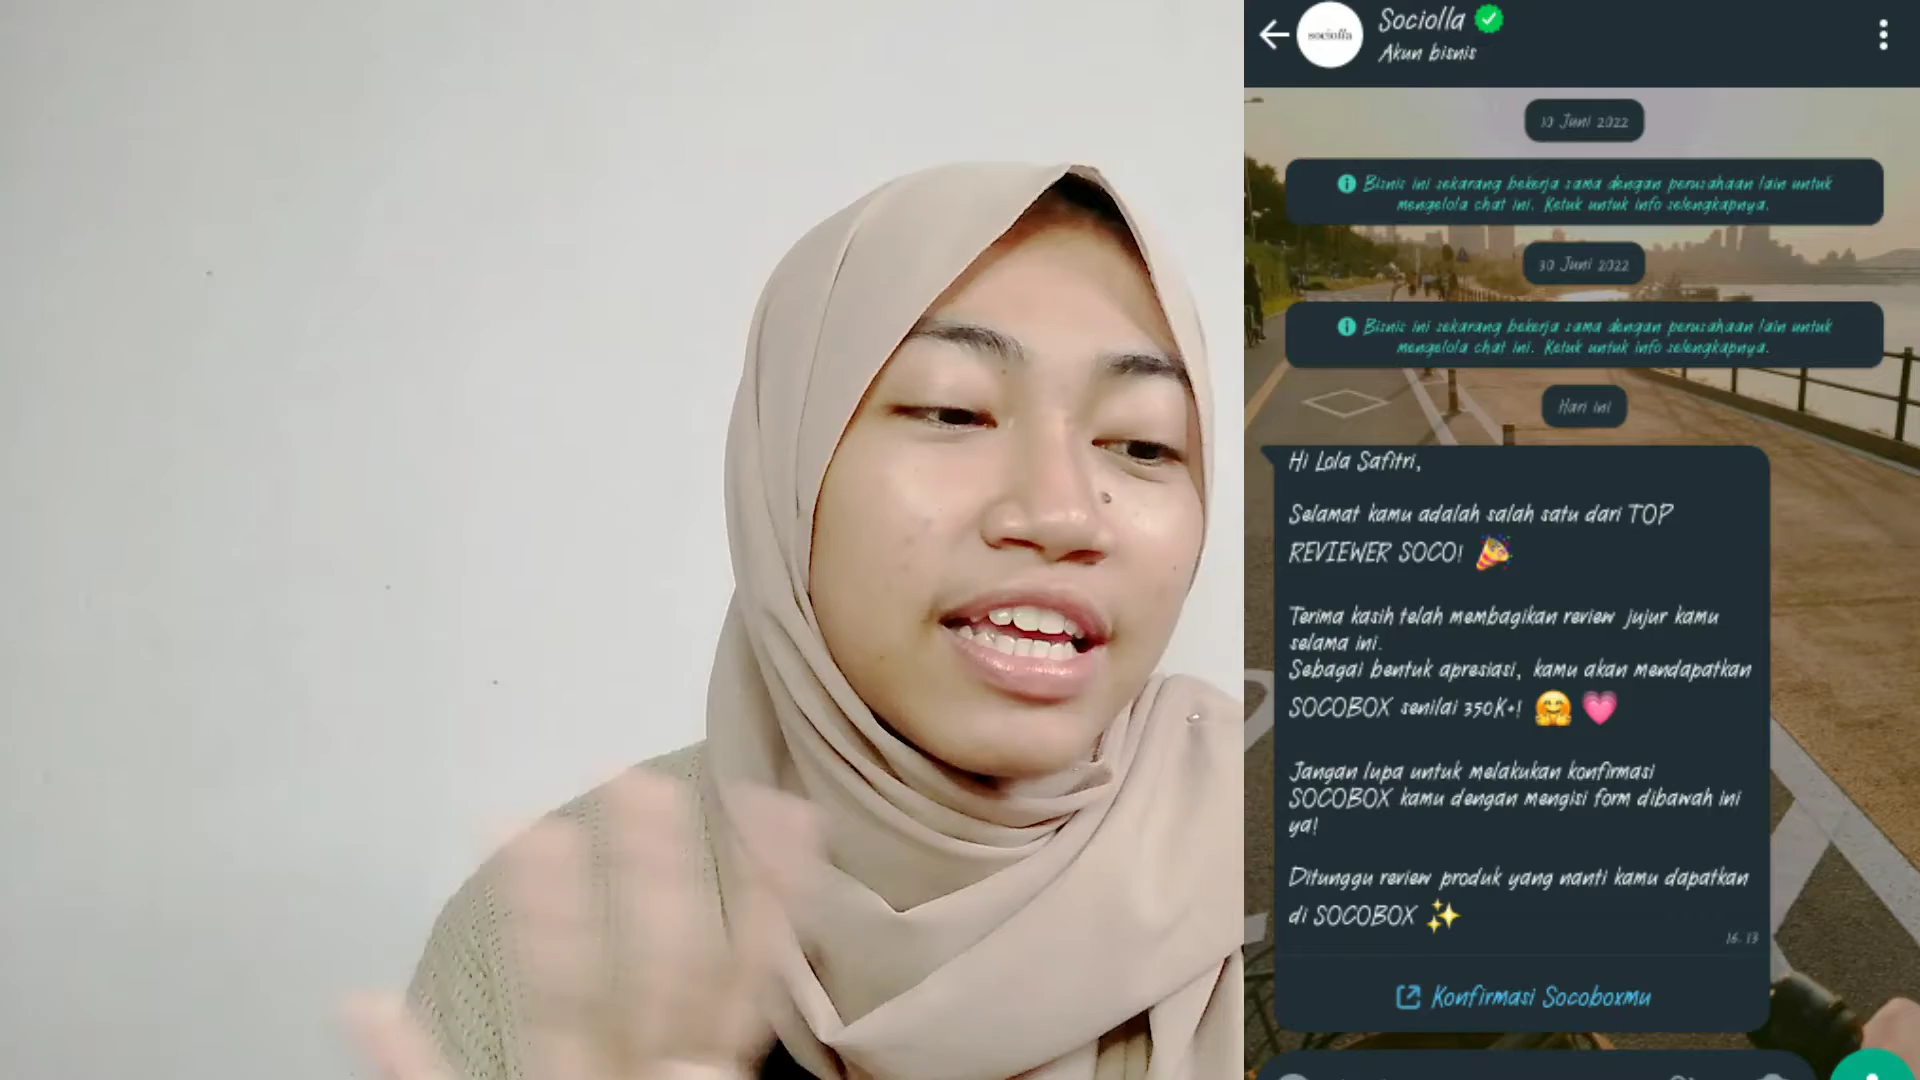 Sociolla
sociolla
Akun bisnis
10 Juni 2022
Bisnis ini sekarang bekerja sama dengan perusahaan lain untuk
mengelola chat ini. Ketuk untuk info selengkapnya.
30 Juni 2022
Bisnis ini sekarang bekerja sama dengan perusahaan lain untuk
mengelola chat ini. Ketuk untuk info selengkapnya.
Hari ini
Hi Lola Safitri,
Selamat kamu adalah salah satu dari TOP
REVIEWER SOCO! 🎉
Terima kasih telah membagikan review jujur kamu
selama ini.
Sebagai bentuk apresiasi, kamu akan mendapatkan
SOCOBOX senilai 350K+! 🤗 💗
Jangan lupa untuk melakukan konfirmasi
SOCOBOX kamu dengan mengisi form dibawah ini
ya!
Ditunggu review produk yang nanti kamu dapatkan
di SOCOBOX ✨
16.13
Konfirmasi Socoboxmu